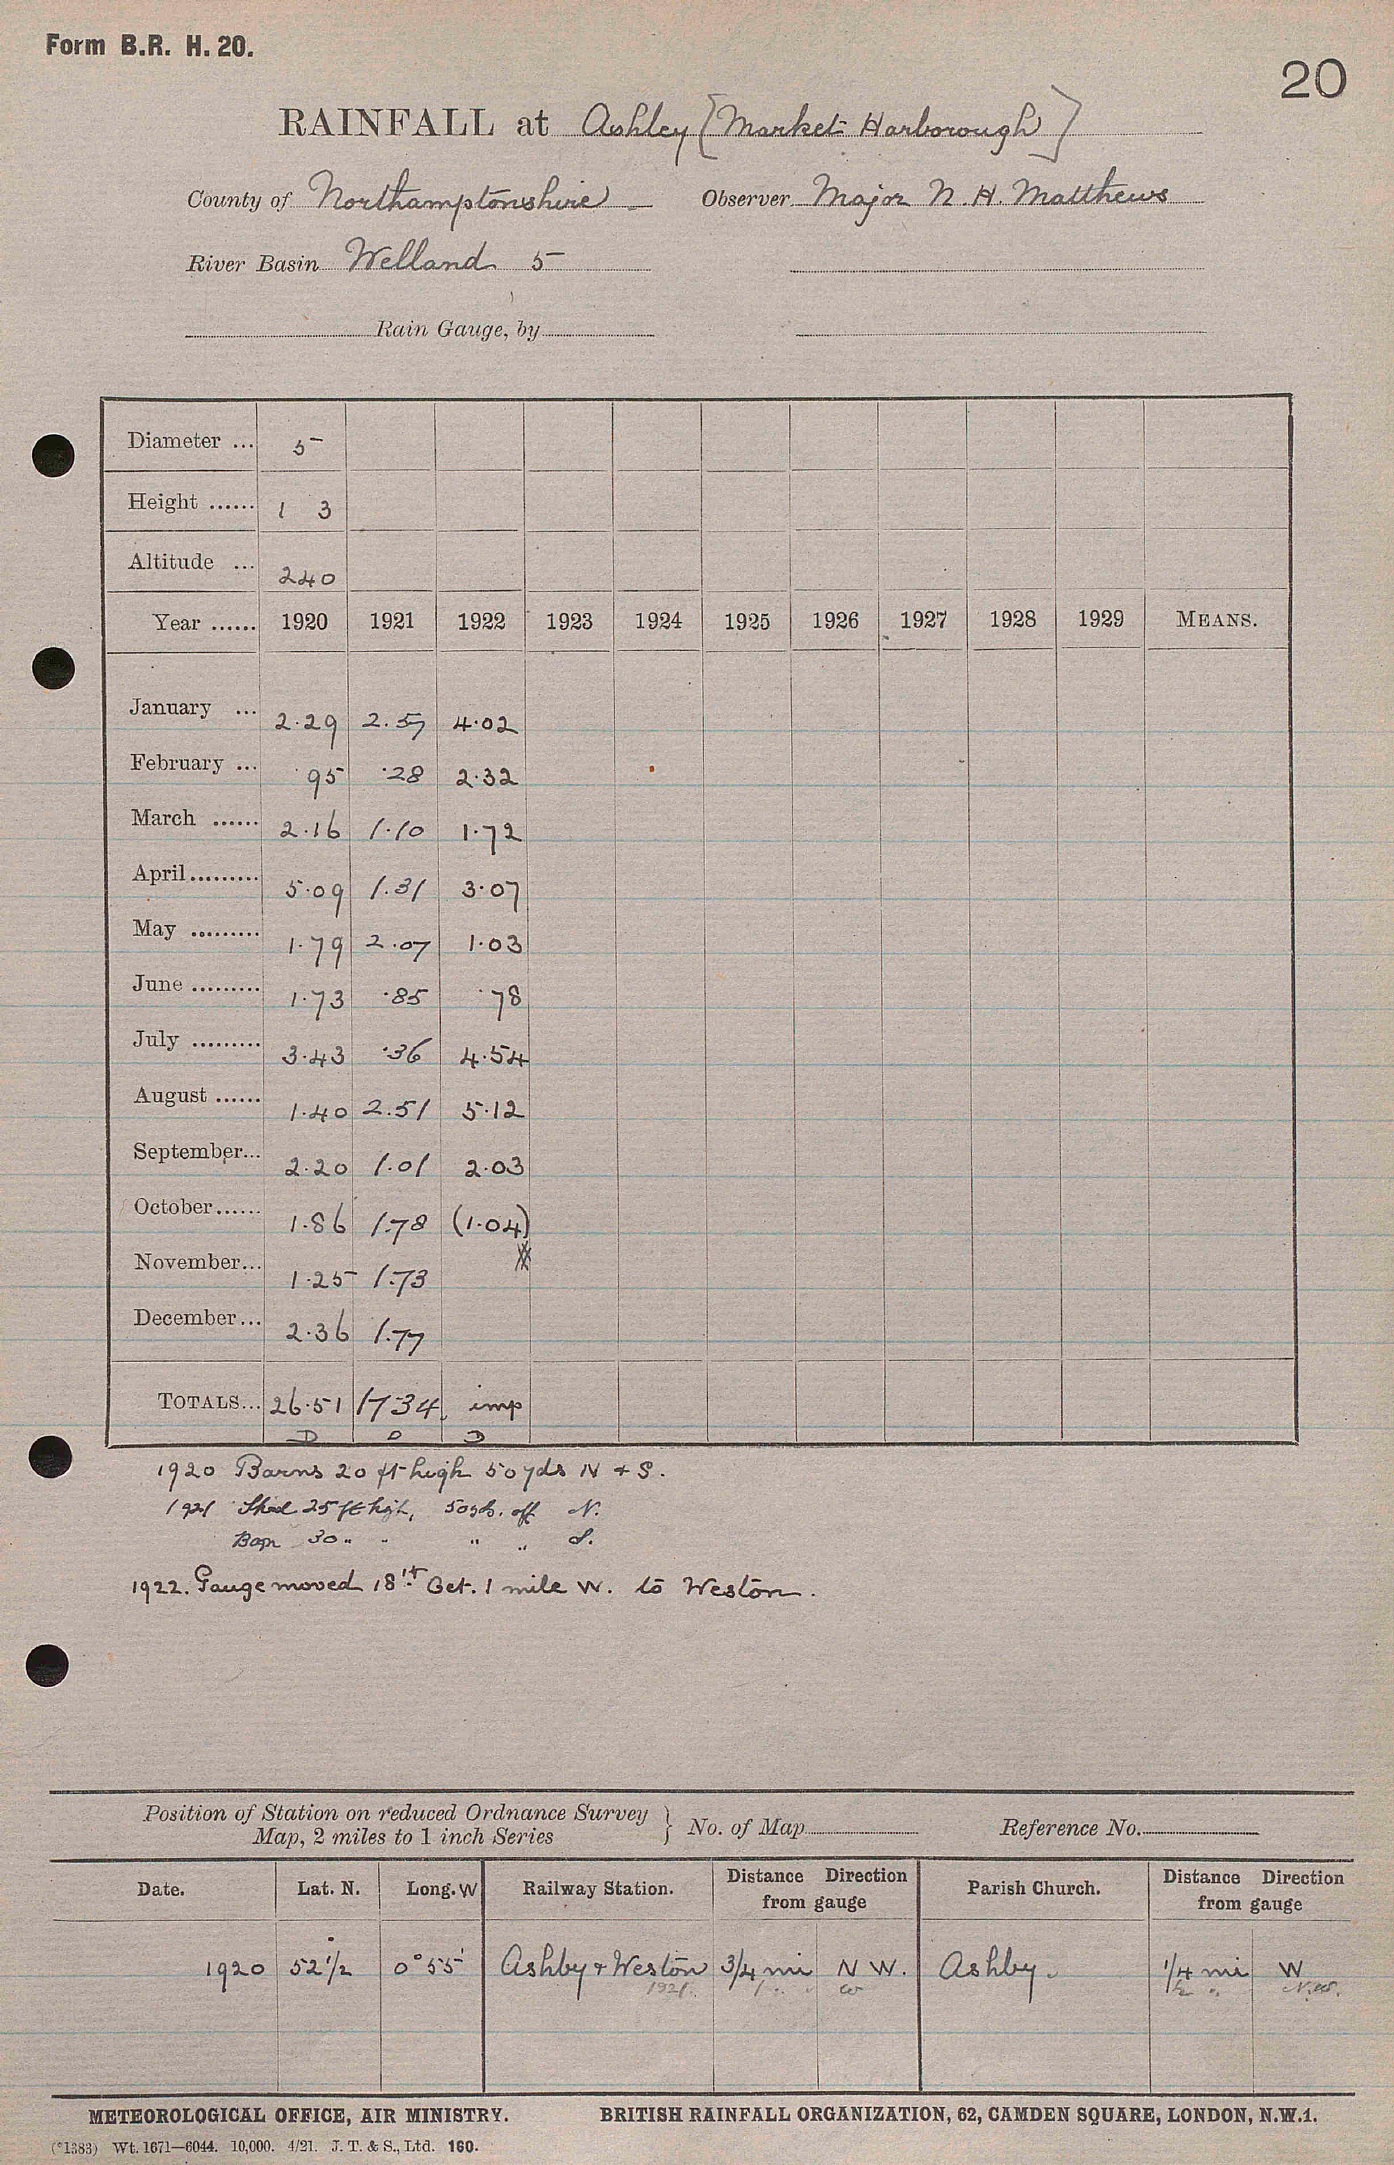 Form B.R. H. 20.
20
RAINFALL at Ashley [Market Harborough]
County of Northamptonshire Observer Major N. H. Matthews
River Basin Welland 5
Rain Gauge, by
Diameter ... 5
Height ...... 1 3
Altitude ... 240
Year ...... 1920 1921 1922 1923 1924 1925 1926 1927 1928 1929 MEANS.
January ... 2.29 2.57 4.02
February ... .95 .28 2.32
March ...... 2.16 1.10 1.72
April......... 5.09 1.31 3.07
May ......... 1.79 2.07 1.03
June ......... 1.73 .85 .78
July ......... 3.43 .36 4.54
August ...... 1.40 2.51 5.12
September... 2.20 1.01 2.03
October...... 1.86 1.78 (1.04)
November... 1.25 1.73
December... 2.36 1.77
TOTALS... 26.51 17.34 imp
D D D
1920 Barns 20 ft high 50 yds N + S.
1921 Shed 25 ft high, 50 yds. off N.
30 " " " " S.
1922. Gauge moved 18th Oct. 1 mile W. to Weston.
Position of Station on reduced Ordnance Survey
Map, 2 miles to 1 inch Series } No. of Map Reference No.
Date. Lat. N. Long. W Railway Station. Distance Direction from gauge Parish Church. Distance Direction from gauge
1920 52 1/2 0°55' Ashby + Weston 3/4 mi N W. Ashby. 1/4 mi W
1921. 1 " W 1/2 " N.W.
METEOROLOGICAL OFFICE, AIR MINISTRY. BRITISH RAINFALL ORGANIZATION, 62, CAMDEN SQUARE, LONDON, N.W.1.
(*1383) Wt. 1671—6044. 10,000. 4/21. J. T. & S., Ltd. 160.